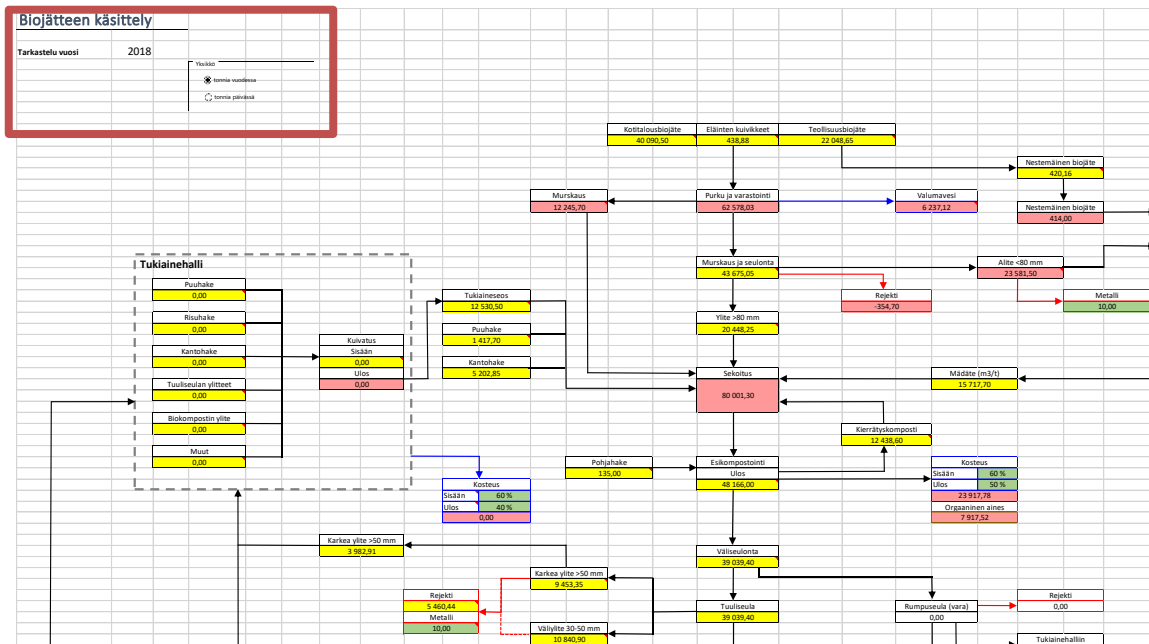 Biojätteen käsittely
Tarkastelu vuosi 2018
Yksikkö
tonnia vuodessa
tonnia päivässä
Kotitalousbiojäte Eläinten kuivikkeet Teollisuusbiojäte
40 090,50 438,88 22 048,65
Nestemäinen biojäte
420,16
Murskaus Purku ja varastointi Valumavesi
12 245,70 62 578,03 6 237,12
Nestemäinen biojäte
414,00
Tukiainehalli
Murskaus ja seulonta Alite <80 mm
43 675,05 23 581,50
Puuhake
0,00
Tukiaineseos
12 530,50
Rejekti
-354,70
Metalli
10,00
Risuhake
0,00
Ylite >80 mm
20 448,25
Puuhake
1 417,70
Kuivatus
Sisään
0,00
Ulos
0,00
Kantohake
0,00
Kantohake
5 202,85
Sekoitus
80 001,30
Mädäte (m3/t)
15 717,70
Tuuliseulan ylitteet
0,00
Biokompostin ylite
0,00
Kierrätyskomposti
12 438,60
Muut
0,00
Pohjahake
135,00
Esikompostointi
Ulos
48 166,00
Kosteus
Sisään 60 %
Ulos 50 %
23 917,78
Orgaaninen aines
7 917,52
Kosteus
Sisään 60 %
Ulos 40 %
0,00
Karkea ylite >50 mm
3 982,91
Väliseulonta
39 039,40
Karkea ylite >50 mm
9 453,35
Rejekti
5 460,44
Metalli
10,00
Tuuliseula
39 039,40
Rumpuseula (vara)
0,00
Rejekti
0,00
Väliylite 30-50 mm
10 840,90
Tukiainehalliin